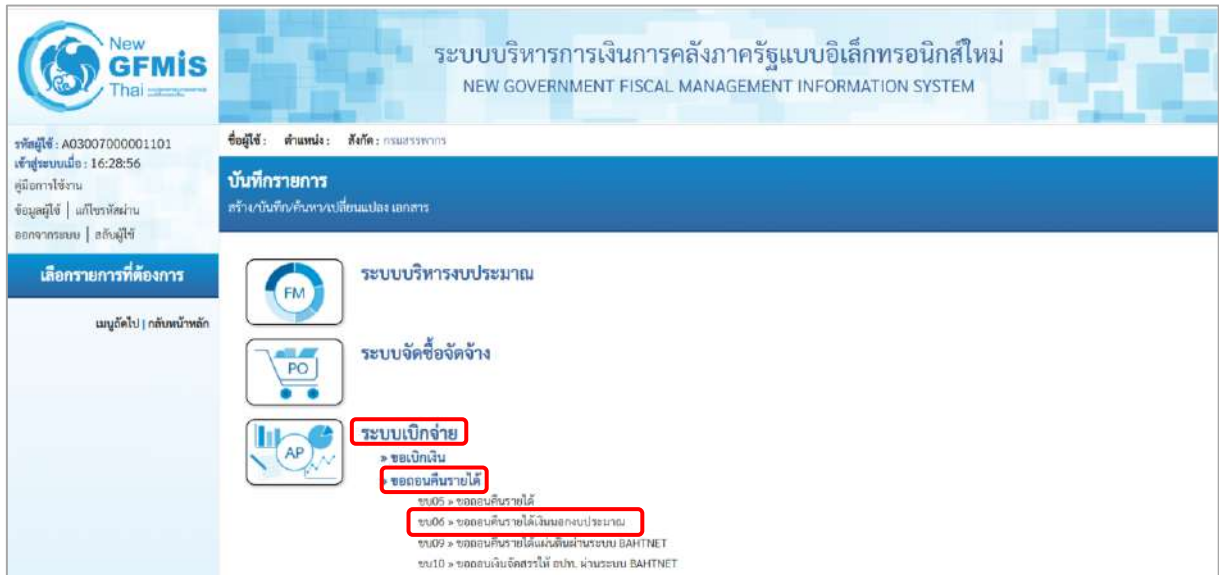 New
GFMIS
Thai
ระบบบริหารการเงินการคลังภาครัฐแบบอิเล็กทรอนิกส์ใหม่
NEW GOVERNMENT FISCAL MANAGEMENT INFORMATION SYSTEM
รหัสผู้ใช้ : A03007000001101
เข้าสู่ระบบเมื่อ : 16:28:56
คู่มือการใช้งาน
ข้อมูลผู้ใช้ | แก้ไขรหัสผ่าน
ออกจากระบบ | สลับผู้ใช้
เลือกรายการที่ต้องการ
เมนูถัดไป | กลับหน้าหลัก
ชื่อผู้ใช้ : ตำแหน่ง : สังกัด : กรมสรรพากร
บันทึกรายการ
สร้าง/บันทึก/ค้นหา/เปลี่ยนแปลง เอกสาร
FM
ระบบบริหารงบประมาณ
PO
ระบบจัดซื้อจัดจ้าง
AP
ระบบเบิกจ่าย
» ขอเบิกเงิน
» ขอถอนคืนรายได้
ขบ05 » ขอถอนคืนรายได้
ขบ06 » ขอถอนคืนรายได้เงินนอกงบประมาณ
ขบ09 » ขอถอนคืนรายได้แผ่นดินผ่านระบบ BAHTNET
ขบ10 » ขอถอนเงินจัดสรรให้ อปท. ผ่านระบบ BAHTNET